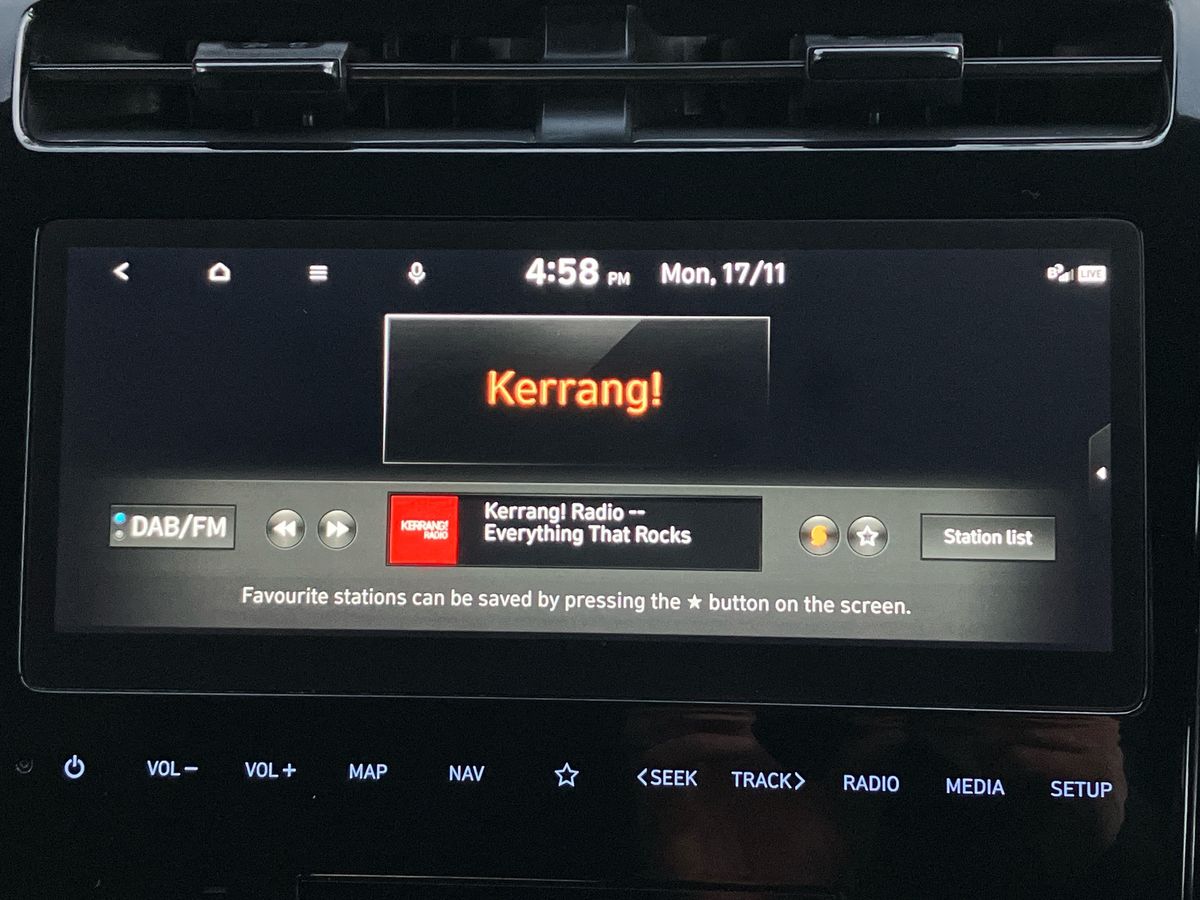 4:58 PM Mon, 17/11
LIVE
Kerrang!
DAB/FM
KERRANG!
RADIO
Kerrang! Radio --
Everything That Rocks
Station list
Favourite stations can be saved by pressing the ★ button on the screen.
VOL− VOL+ MAP NAV <SEEK TRACK> RADIO MEDIA SETUP